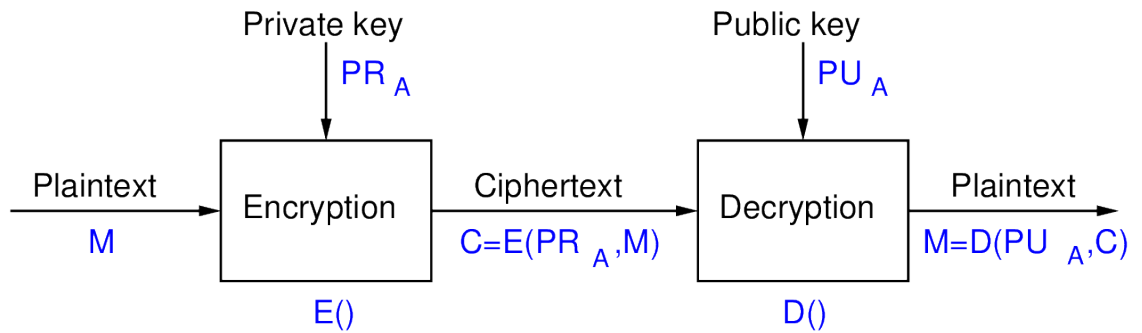 Private key
Public key
PR A
PU A
Plaintext
Encryption
Ciphertext
Decryption
Plaintext
M
C=E(PR A,M)
M=D(PU A,C)
E()
D()